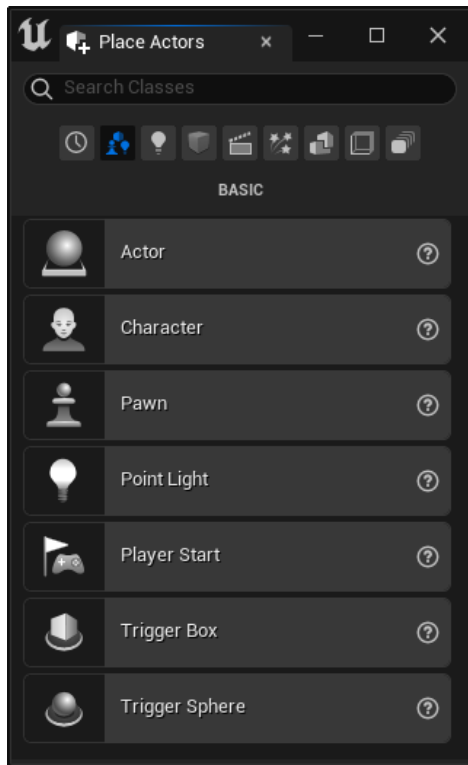 Place Actors
Search Classes
BASIC
Actor
Character
Pawn
Point Light
Player Start
Trigger Box
Trigger Sphere